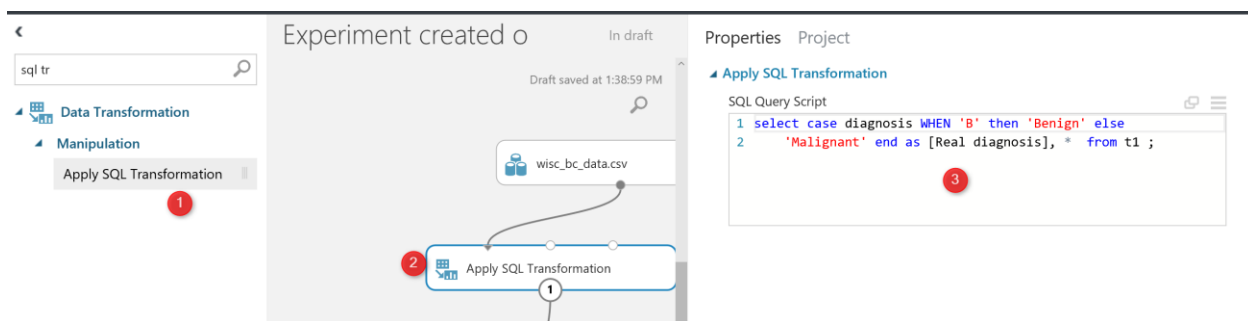 sql tr
Data Transformation
Manipulation
Apply SQL Transformation
1
Experiment created o
In draft
Draft saved at 1:38:59 PM
wisc_bc_data.csv
2
Apply SQL Transformation
1
Properties Project
Apply SQL Transformation
SQL Query Script
1 select case diagnosis WHEN 'B' then 'Benign' else
2 'Malignant' end as [Real diagnosis], * from t1 ;
3